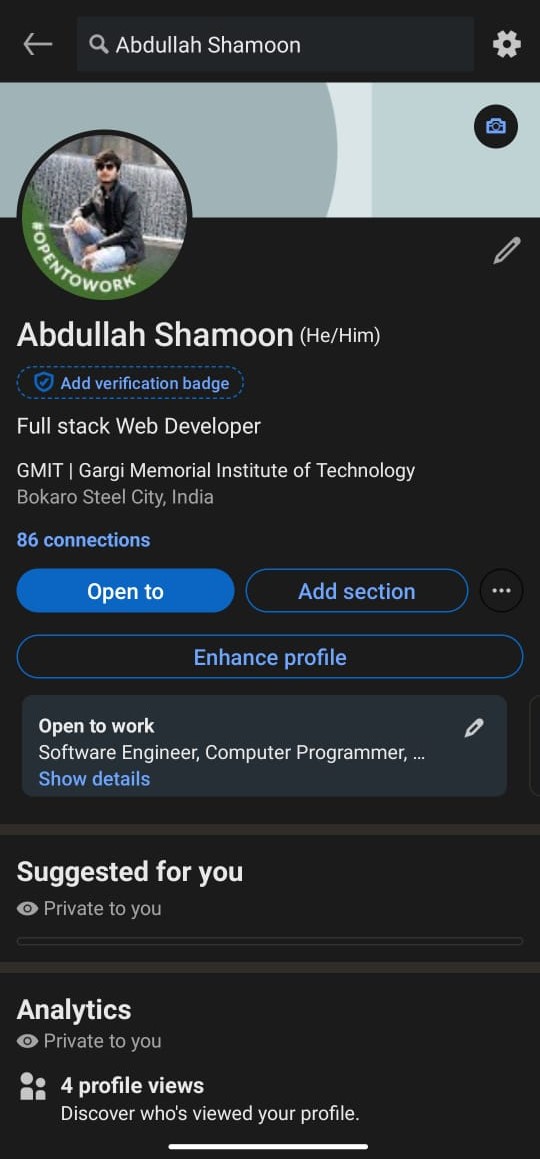 Abdullah Shamoon
#OPENTOWORK
Abdullah Shamoon (He/Him)
Add verification badge
Full stack Web Developer
GMIT | Gargi Memorial Institute of Technology
Bokaro Steel City, India
86 connections
Open to
Add section
Enhance profile
Open to work
Software Engineer, Computer Programmer, ...
Show details
Suggested for you
Private to you
Analytics
Private to you
4 profile views
Discover who's viewed your profile.